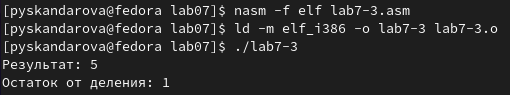 [pyskandarova@fedora lab07]$ nasm -f elf lab7-3.asm
[pyskandarova@fedora lab07]$ ld -m elf_i386 -o lab7-3 lab7-3.o
[pyskandarova@fedora lab07]$ ./lab7-3
Результат: 5
Остаток от деления: 1